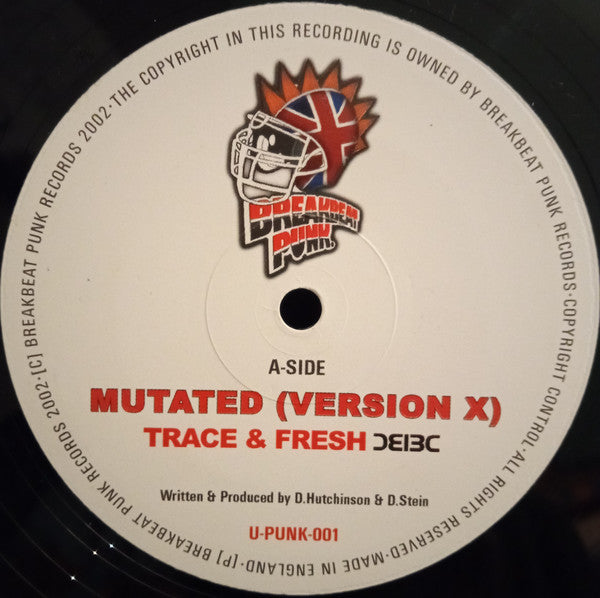 BREAKBEAT
PUNK.
A-SIDE
MUTATED (VERSION X)
TRACE & FRESH BC
Written & Produced by D.Hutchinson & D.Stein
U-PUNK-001
[P] BREAKBEAT PUNK RECORDS 2002·[C] BREAKBEAT PUNK RECORDS 2002·THE COPYRIGHT IN THIS RECORDING IS OWNED BY BREAKBEAT PUNK RECORDS·COPYRIGHT CONTROL·ALL RIGHTS RESERVED·MADE IN ENGLAND·